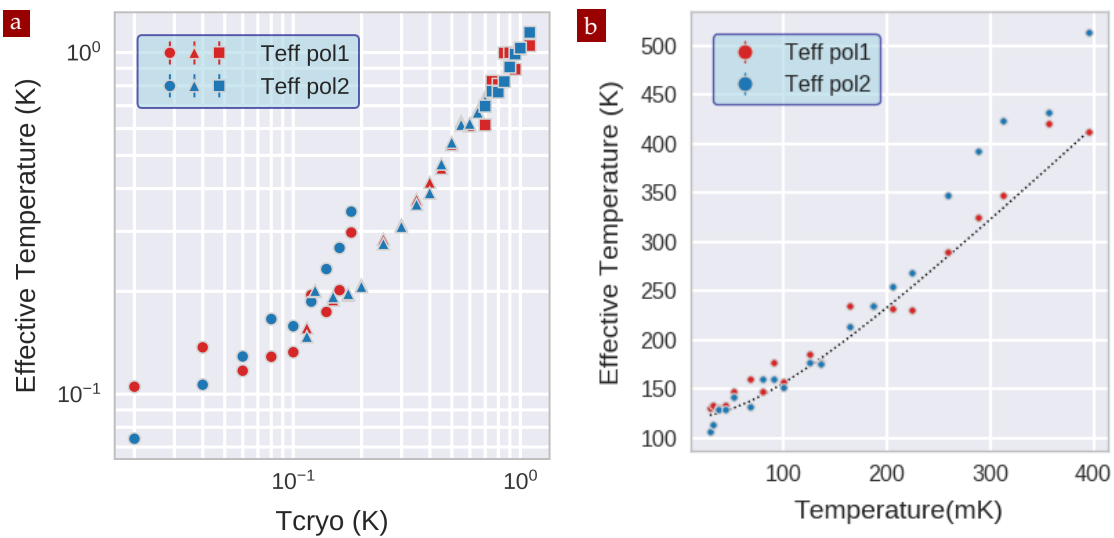 a
Effective Temperature (K)
10⁰
10⁻¹
Teff pol1
Teff pol2
10⁻¹
10⁰
Tcryo (K)
b
Effective Temperature (K)
500
450
400
350
300
250
200
150
100
Teff pol1
Teff pol2
100
200
300
400
Temperature(mK)